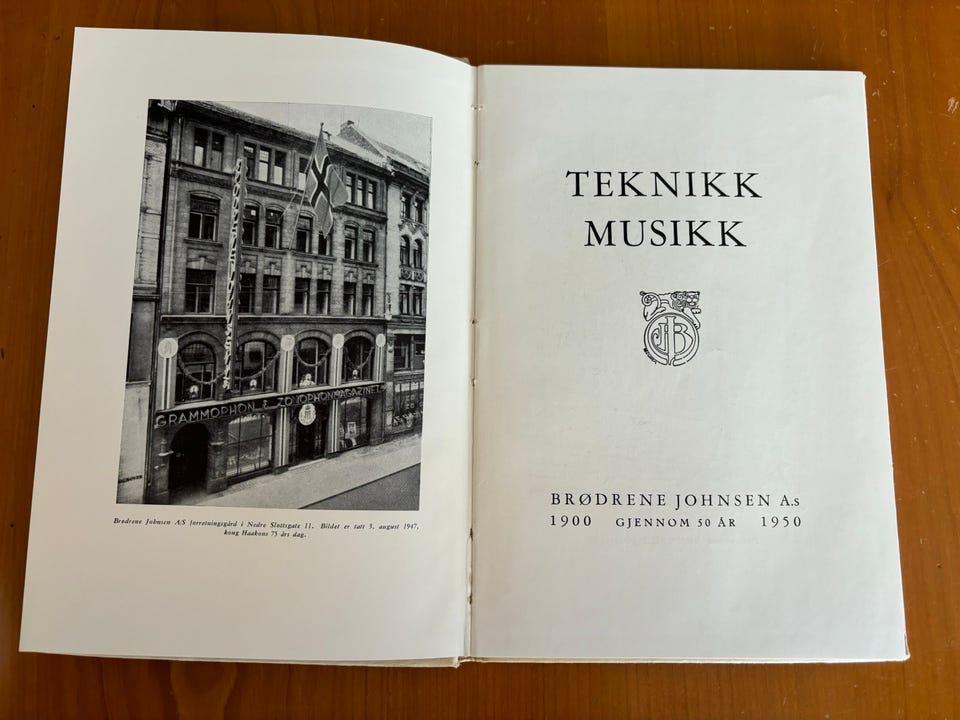 GRAMMOPHON & ZONOPHONMAGAZINET
Brødrene Johnsen A/S forretningsgård i Nedre Slottsgate 11. Bildet er tatt 3. august 1947,
kong Haakons 75 års dag.
TEKNIKK
MUSIKK
BRØDRENE JOHNSEN A.s
1900 GJENNOM 50 ÅR 1950